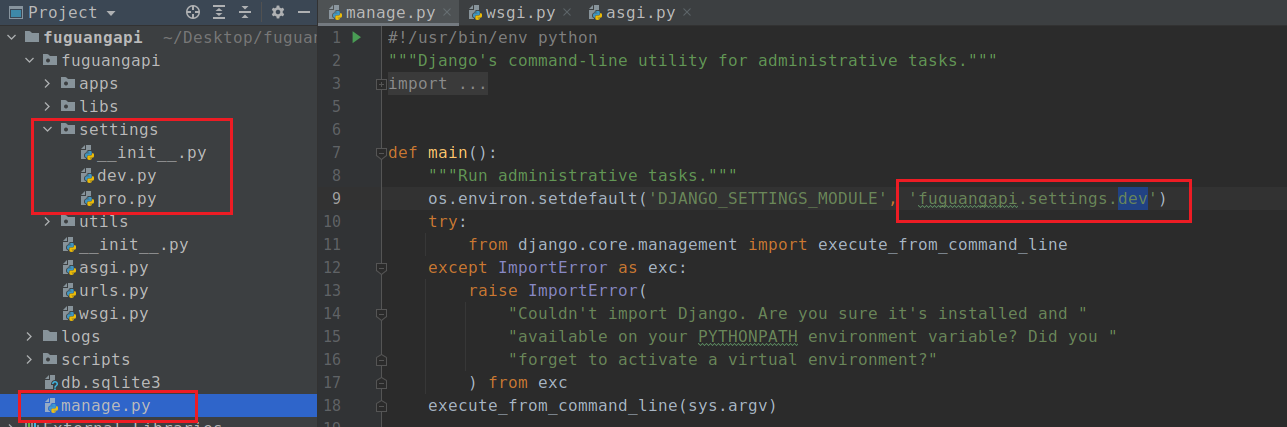 Project
fuguangapi ~/Desktop/fuguan
fuguangapi
apps
libs
settings
__init__.py
dev.py
pro.py
utils
__init__.py
asgi.py
urls.py
wsgi.py
logs
scripts
db.sqlite3
manage.py
External Libraries
manage.py
wsgi.py
asgi.py
1 #!/usr/bin/env python
2 """Django's command-line utility for administrative tasks."""
3 import ...
5
6
7 def main():
8 """Run administrative tasks."""
9 os.environ.setdefault('DJANGO_SETTINGS_MODULE', 'fuguangapi.settings.dev')
10 try:
11 from django.core.management import execute_from_command_line
12 except ImportError as exc:
13 raise ImportError(
14 "Couldn't import Django. Are you sure it's installed and "
15 "available on your PYTHONPATH environment variable? Did you "
16 "forget to activate a virtual environment?"
17 ) from exc
18 execute_from_command_line(sys.argv)
19